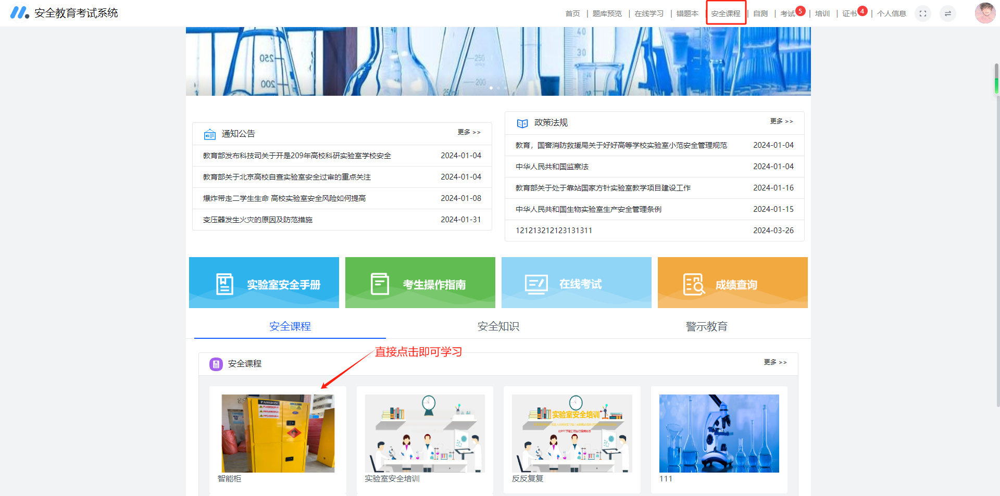 安全教育考试系统
首页 | 题库预览 | 在线学习 | 错题本 | 安全课程 | 自测 | 考试 5 | 培训 | 证书 4 | 个人信息
250
200
250
200
40
30
通知公告 更多 >>
教育部发布科技司关于开是209年高校科研实验室学校安全 2024-01-04
教育部关于北京高校自查实验室安全过审的重点关注 2024-01-04
爆炸带走二学生生命 高校实验室安全风险如何提高 2024-01-08
变压器发生火灾的原因及防范措施 2024-01-31
政策法规 更多 >>
教育，国窖消防救援局关于好好高等学校实验室小范安全管理规范 2024-01-04
中华人民共和国监察法 2024-01-04
教育部关于处于靠站国家方针实验室教学项目建设工作 2024-01-16
中华人民共和国生物实验室生产安全管理条例 2024-01-15
121213212123131311 2024-03-26
实验室安全手册
考生操作指南
在线考试
成绩查询
安全课程
安全知识
警示教育
直接点击即可学习
安全课程 更多 >>
PASSION
实验室安全培训
智能柜
实验室安全培训
反反复复
111